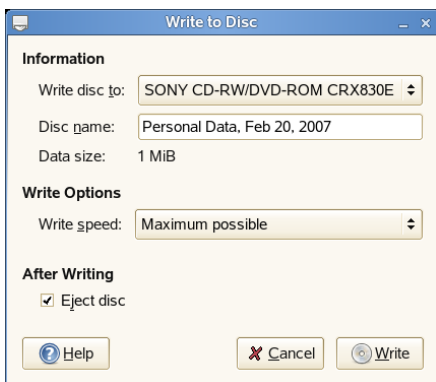 Write to Disc
Information
Write disc to: SONY CD-RW/DVD-ROM CRX830E
Disc name: Personal Data, Feb 20, 2007
Data size: 1 MiB
Write Options
Write speed: Maximum possible
After Writing
Eject disc
Help Cancel Write